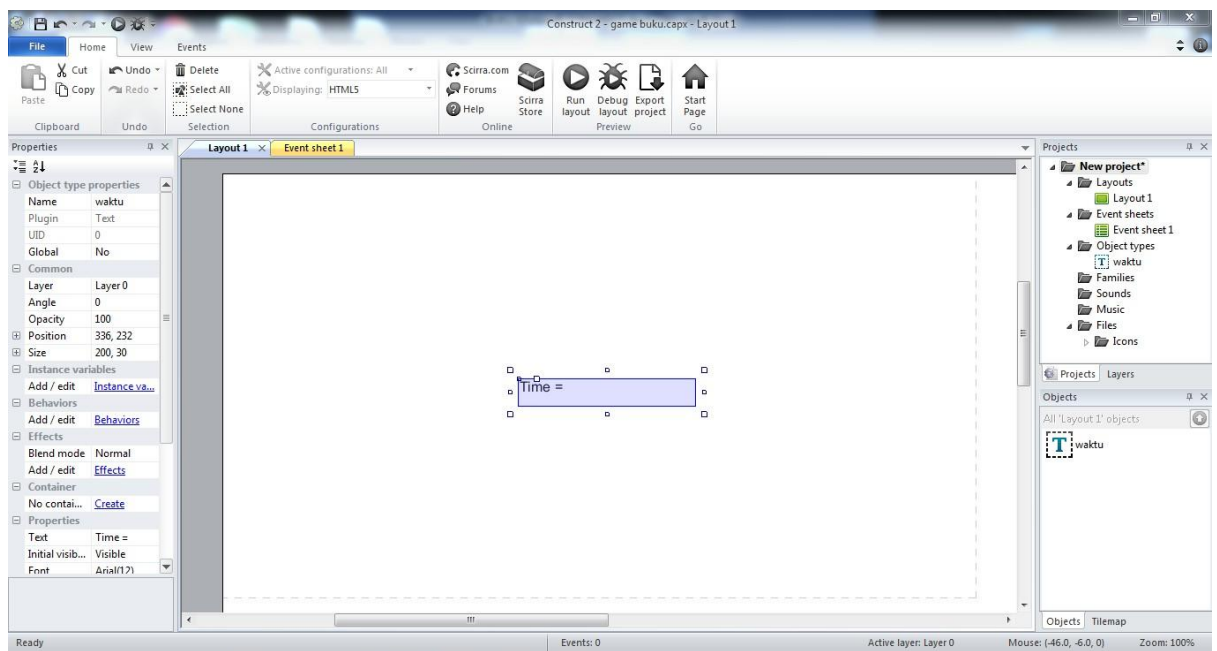 Construct 2 - game buku.capx - Layout 1
File Home View Events
Paste
Cut
Copy
Clipboard
Undo
Redo
Undo
Delete
Select All
Select None
Selection
Active configurations: All
Displaying: HTML5
Configurations
Scirra.com
Forums
Help
Scirra Store
Online
Run layout
Debug layout
Export project
Preview
Start Page
Go
Properties
Object type properties
Name waktu
Plugin Text
UID 0
Global No
Common
Layer Layer 0
Angle 0
Opacity 100
Position 336, 232
Size 200, 30
Instance variables
Add / edit Instance va...
Behaviors
Add / edit Behaviors
Effects
Blend mode Normal
Add / edit Effects
Container
No contai... Create
Properties
Text Time =
Initial visib... Visible
Font Arial(12)
Layout 1 Event sheet 1
Time =
Projects
New project*
Layouts
Layout 1
Event sheets
Event sheet 1
Object types
T waktu
Families
Sounds
Music
Files
Icons
Projects Layers
Objects
All 'Layout 1' objects
T waktu
Objects Tilemap
Ready Events: 0 Active layer: Layer 0 Mouse: (-46.0, -6.0, 0) Zoom: 100%